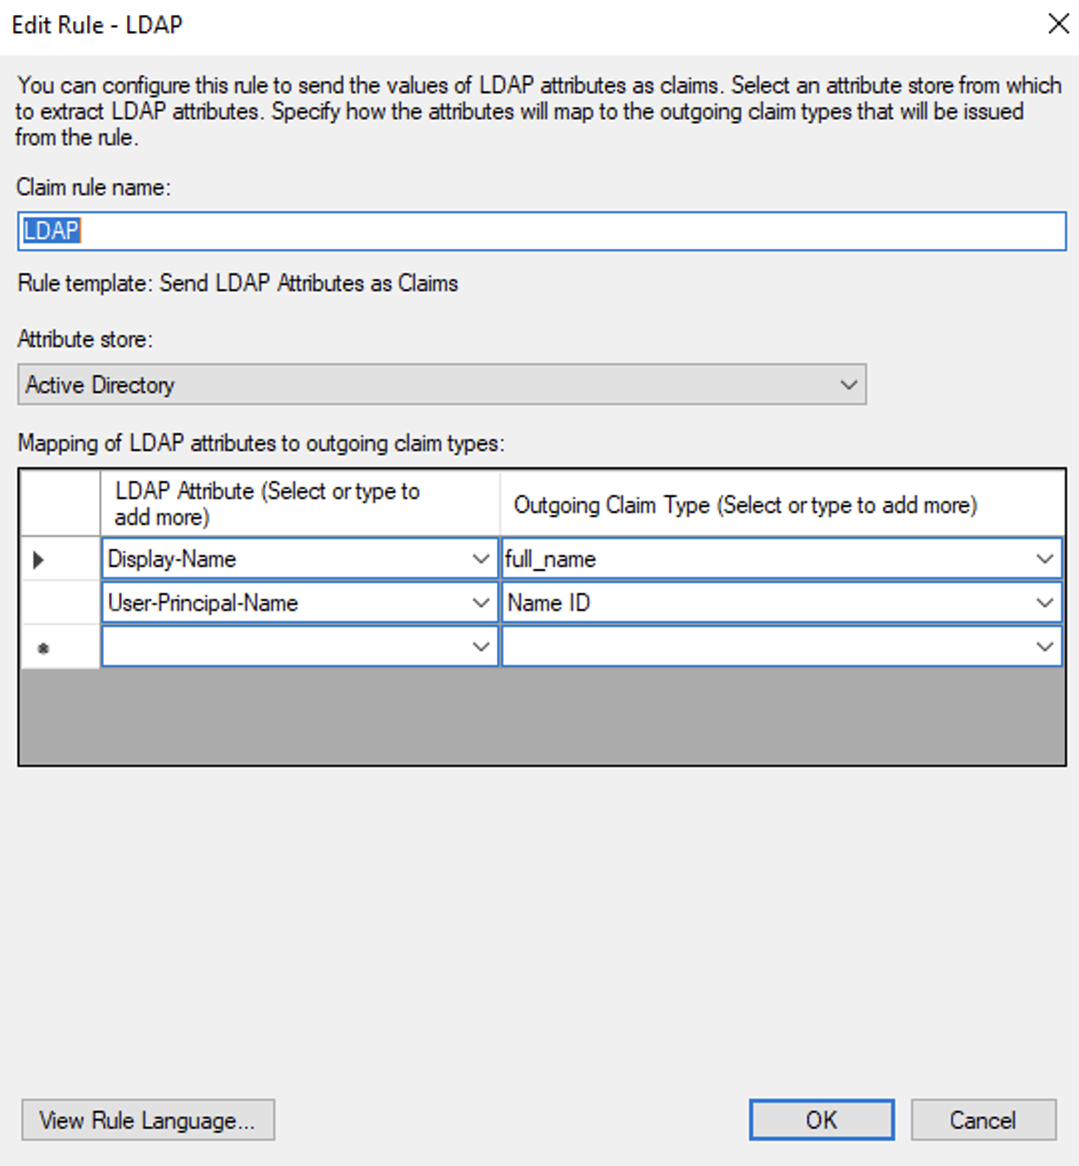 Edit Rule - LDAP
You can configure this rule to send the values of LDAP attributes as claims. Select an attribute store from which
to extract LDAP attributes. Specify how the attributes will map to the outgoing claim types that will be issued
from the rule.
Claim rule name:
LDAP
Rule template: Send LDAP Attributes as Claims
Attribute store:
Active Directory
Mapping of LDAP attributes to outgoing claim types:
LDAP Attribute (Select or type to
add more)
Outgoing Claim Type (Select or type to add more)
Display-Name
full_name
User-Principal-Name
Name ID
View Rule Language...
OK
Cancel